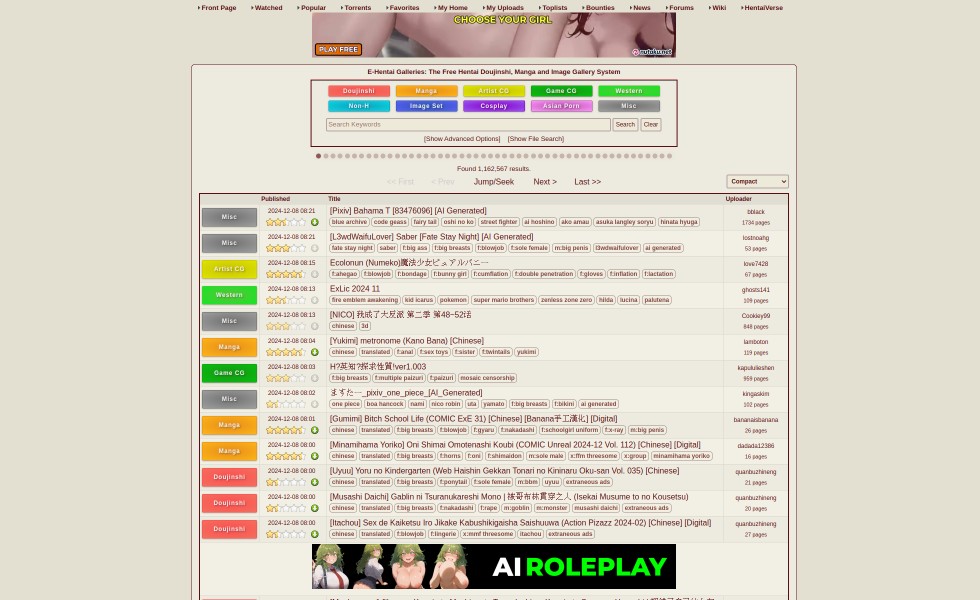 Front Page Watched Popular Torrents Favorites My Home My Uploads Toplists Bounties News Forums Wiki HentaiVerse
CHOOSE YOUR GIRL
PLAY FREE
nutaku.net
E-Hentai Galleries: The Free Hentai Doujinshi, Manga and Image Gallery System
Doujinshi Manga Artist CG Game CG Western
Non-H Image Set Cosplay Asian Porn Misc
Search Keywords Search Clear
[Show Advanced Options] [Show File Search]
Found 1,162,567 results.
<< First < Prev Jump/Seek Next > Last >> Compact
Published Title Uploader
Misc 2024-12-08 08:21 [Pixiv] Bahama T [83476096] [AI Generated] bblack
blue archive code geass fairy tail oshi no ko street fighter ai hoshino ako amau asuka langley soryu hinata hyuga 1734 pages
Misc 2024-12-08 08:21 [L3wdWaifuLover] Saber [Fate Stay Night] [AI Generated] lostnoahg
fate stay night saber f:big ass f:big breasts f:blowjob f:sole female m:big penis l3wdwaifulover ai generated 53 pages
Artist CG 2024-12-08 08:15 Ecolonun (Numeko)魔法少女ピュアルバニー love7428
f:ahegao f:blowjob f:bondage f:bunny girl f:cumflation f:double penetration f:gloves f:inflation f:lactation 67 pages
Western 2024-12-08 08:13 ExLic 2024 11 ghosts141
fire emblem awakening kid icarus pokemon super mario brothers zenless zone zero hilda lucina palutena 109 pages
Misc 2024-12-08 08:13 [NICO] 我成了大反派 第二季 第48~52话 Cookiey99
chinese 3d 848 pages
Manga 2024-12-08 08:04 [Yukimi] metronome (Kano Bana) [Chinese] lamboton
chinese translated f:anal f:sex toys f:sister f:twintails yukimi 119 pages
Game CG 2024-12-08 08:03 H?英知?探求性質!ver1.003 kapululieshen
f:big breasts f:multiple paizuri f:paizuri mosaic censorship 959 pages
Misc 2024-12-08 08:02 ますたー_pixiv_one_piece_[AI_Generated] kingaskim
one piece boa hancock nami nico robin uta yamato f:big breasts f:bikini ai generated 102 pages
Manga 2024-12-08 08:01 [Gumimi] Bitch School Life (COMIC ExE 31) [Chinese] [Banana手工漢化] [Digital] bananaisbanana
chinese translated f:big breasts f:blowjob f:gyaru f:nakadashi f:schoolgirl uniform f:x-ray m:big penis 26 pages
Manga 2024-12-08 08:00 [Minamihama Yoriko] Oni Shimai Omotenashi Koubi (COMIC Unreal 2024-12 Vol. 112) [Chinese] [Digital] dadada12386
chinese translated f:big breasts f:horns f:oni f:shimaidon m:sole male x:ffm threesome x:group minamihama yoriko 16 pages
Doujinshi 2024-12-08 08:00 [Uyuu] Yoru no Kindergarten (Web Haishin Gekkan Tonari no Kininaru Oku-san Vol. 035) [Chinese] quanbuzhineng
chinese translated f:big breasts f:ponytail f:sole female m:bbm uyuu extraneous ads 21 pages
Doujinshi 2024-12-08 08:00 [Musashi Daichi] Gablin ni Tsuranukareshi Mono | 被哥布林貫穿之人 (Isekai Musume to no Kousetsu) quanbuzhineng
chinese translated f:big breasts f:nakadashi f:rape m:goblin m:monster musashi daichi extraneous ads 20 pages
Doujinshi 2024-12-08 08:00 [Itachou] Sex de Kaiketsu Iro Jikake Kabushikigaisha Saishuuwa (Action Pizazz 2024-02) [Chinese] [Digital] quanbuzhineng
chinese translated f:blowjob f:lingerie x:mmf threesome itachou extraneous ads 27 pages
AI ROLEPLAY